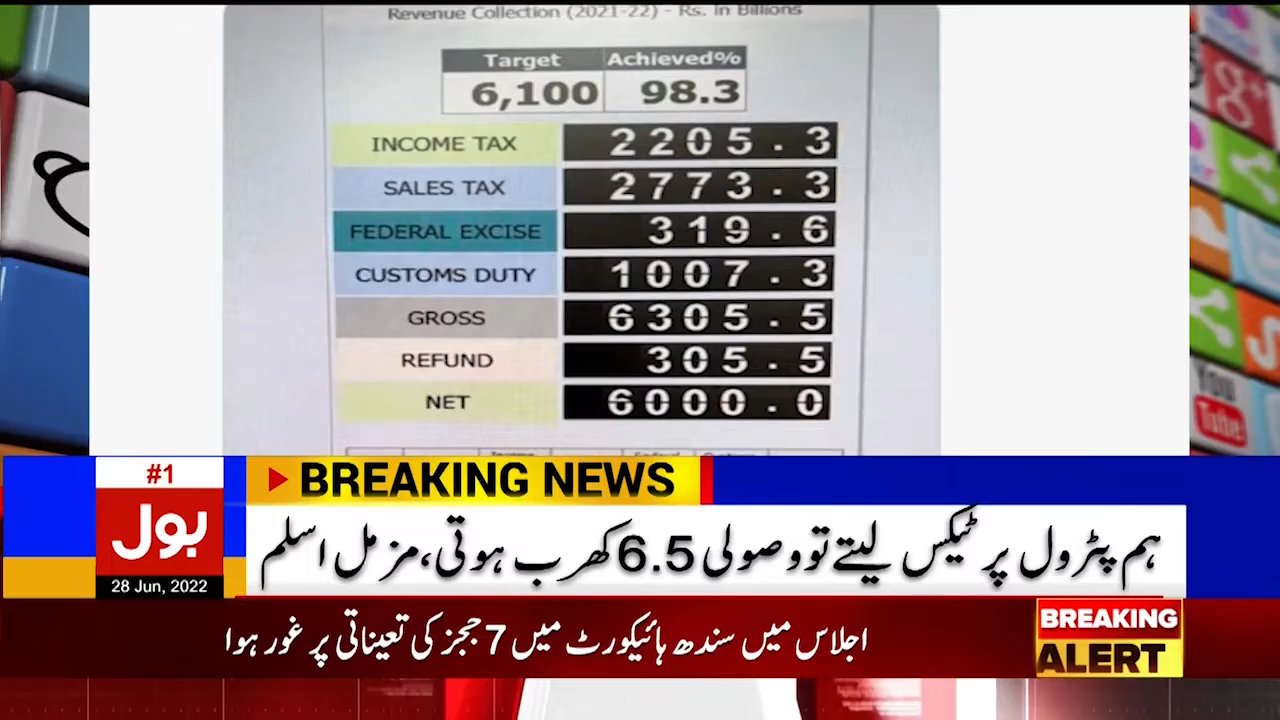 Revenue Collection (2021-22) - Rs. In Billions
Target Achieved%
6,100 98.3
INCOME TAX 2205.3
SALES TAX 2773.3
FEDERAL EXCISE 319.6
CUSTOMS DUTY 1007.3
GROSS 6305.5
REFUND 305.5
NET 6000.0
You
Tube
#1
بول
28 Jun, 2022
BREAKING NEWS
ہم پٹرول پر ٹیکس لیتے تو وصولی 6.5 کھرب ہوتی، مزمل اسلم
اجلاس میں سندھ ہائیکورٹ میں 7 ججز کی تعیناتی پر غور ہوا
BREAKING
ALERT